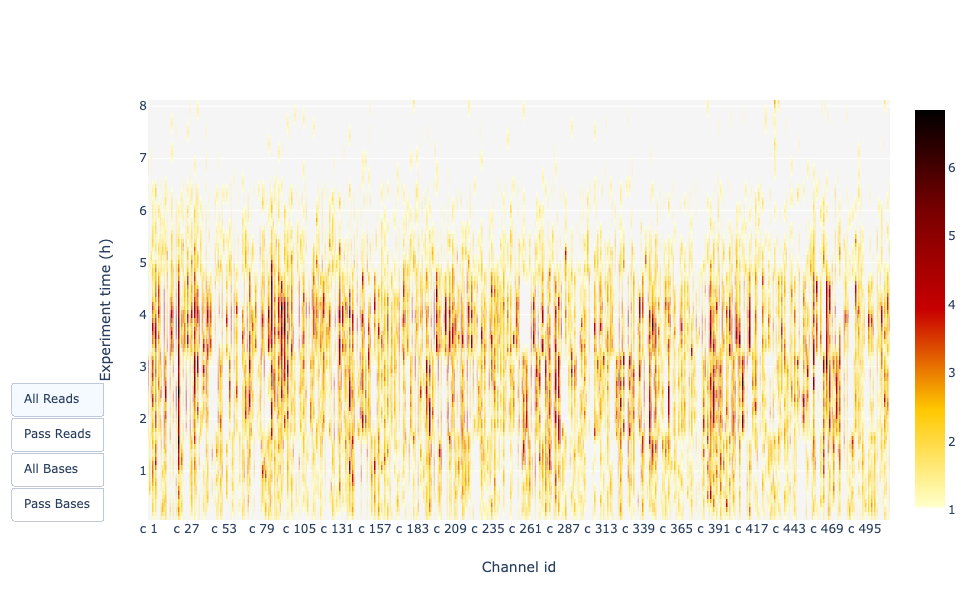 8
7
6
5
4
3
2
1
Experiment time (h)
All Reads
Pass Reads
All Bases
Pass Bases
c 1 c 27 c 53 c 79 c 105 c 131 c 157 c 183 c 209 c 235 c 261 c 287 c 313 c 339 c 365 c 391 c 417 c 443 c 469 c 495
Channel id
6
5
4
3
2
1